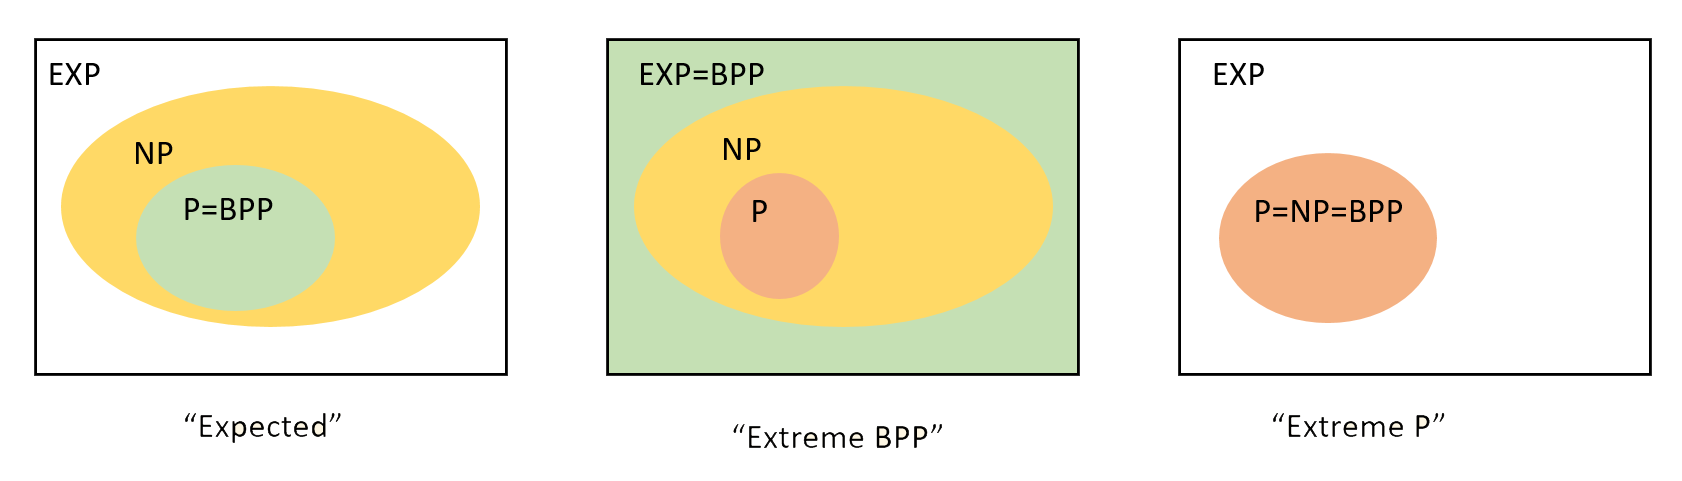 EXP
NP
P=BPP
“Expected”
EXP=BPP
NP
P
“Extreme BPP”
EXP
P=NP=BPP
“Extreme P”